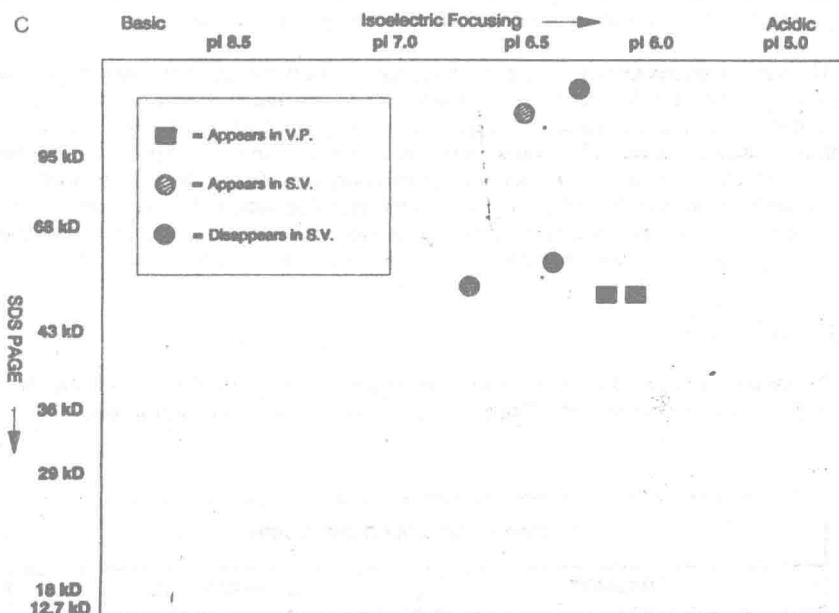 C
Basic Isoelectric Focusing Acidic
pI 8.5 pI 7.0 pI 6.5 pI 6.0 pI 5.0
= Appears in V.P.
= Appears in S.V.
= Disappears in S.V.
95 kD
68 kD
43 kD
36 kD
29 kD
18 kD
12.7 kD
SDS PAGE